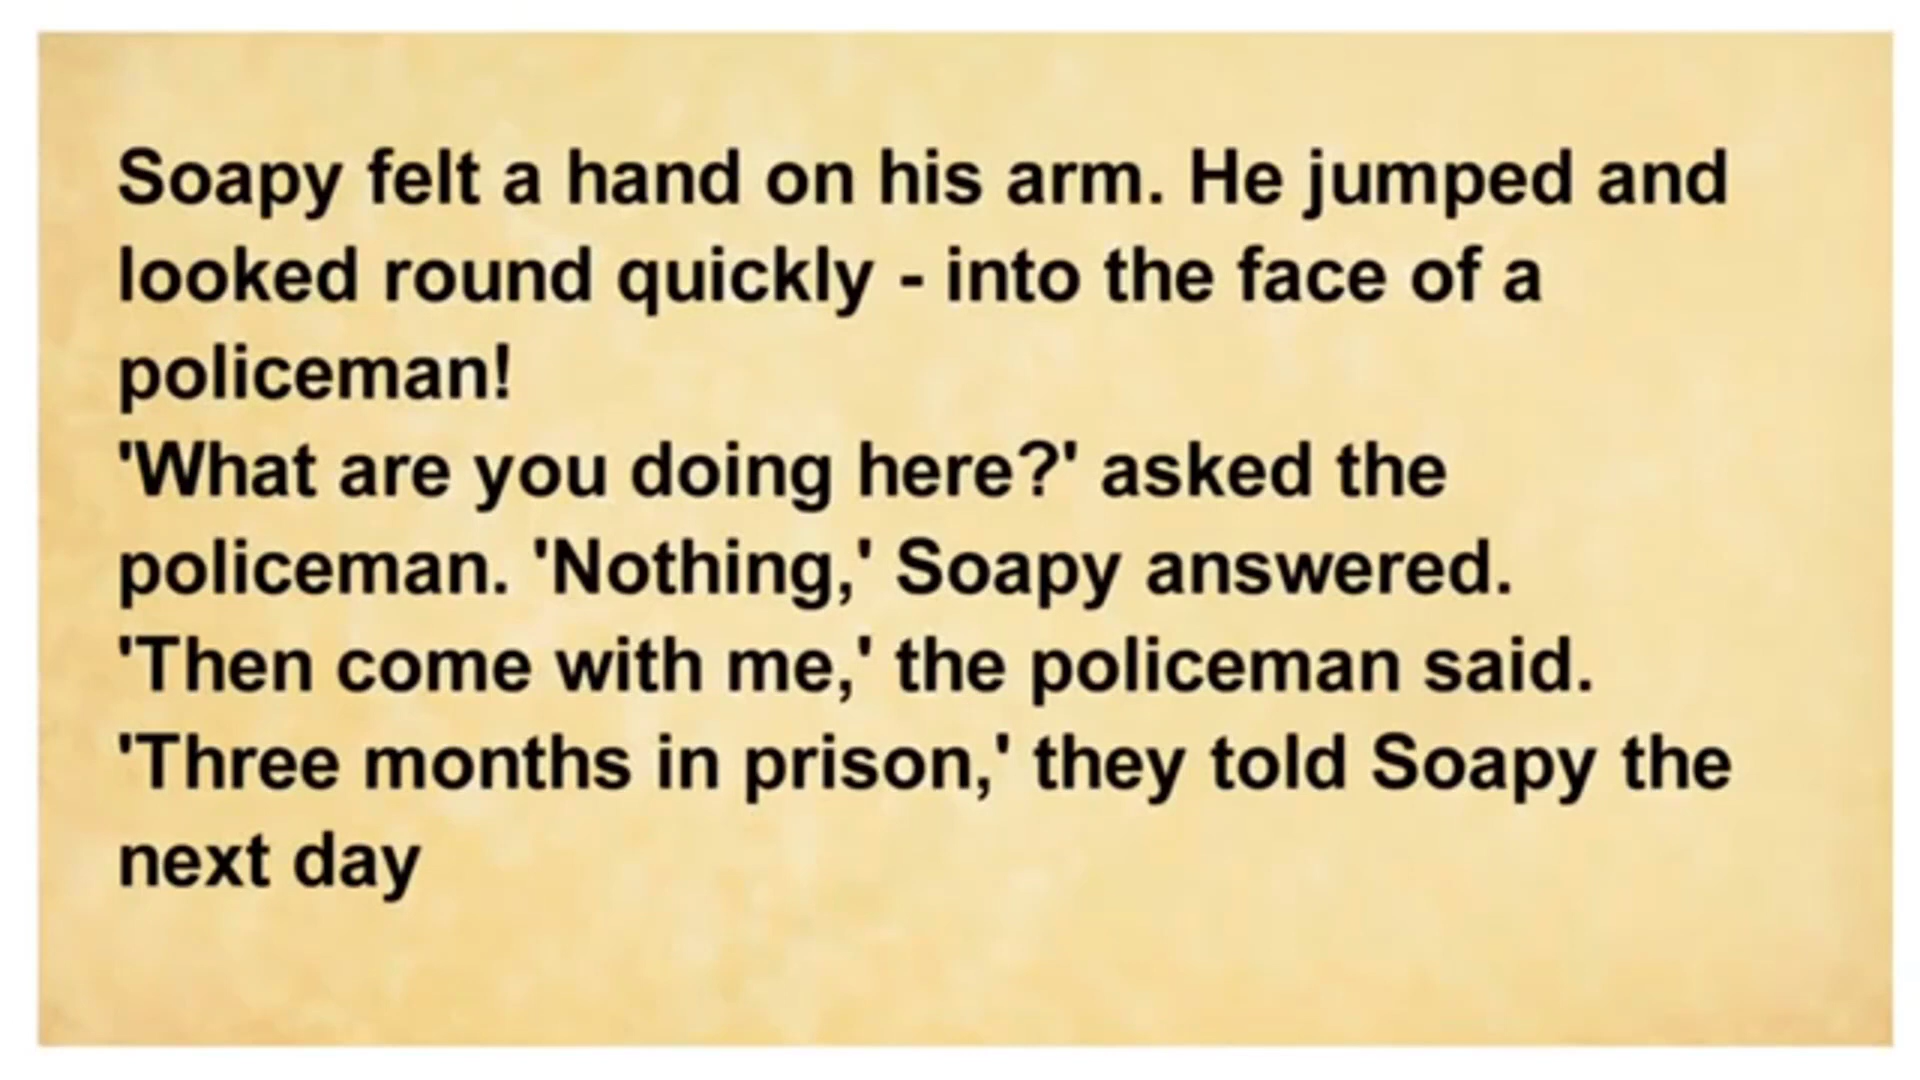 Soapy felt a hand on his arm. He jumped and
looked round quickly - into the face of a
policeman!
'What are you doing here?' asked the
policeman. 'Nothing,' Soapy answered.
'Then come with me,' the policeman said.
'Three months in prison,' they told Soapy the
next day